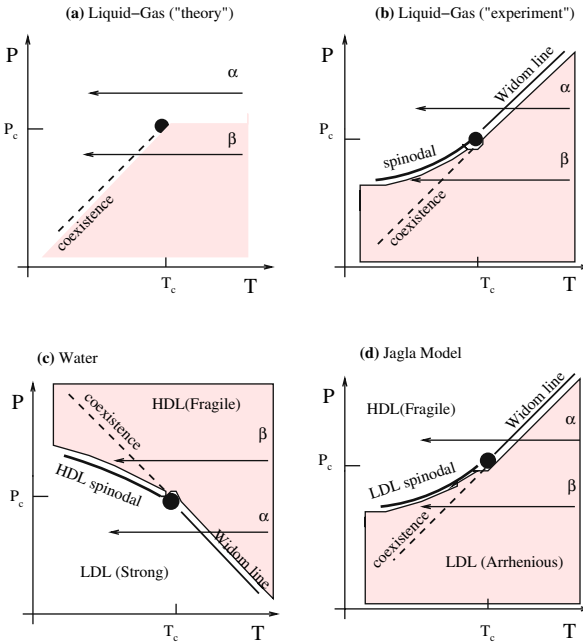 (a) Liquid-Gas ("theory")
P
α
P_c
β
coexistence
T_c
T
(b) Liquid-Gas ("experiment")
P
Widom line
α
P_c
spinodal
β
coexistence
T_c
T
(c) Water
P
coexistence
HDL(Fragile)
β
HDL spinodal
P_c
α
Widom line
LDL (Strong)
T_c
T
(d) Jagla Model
P
Widom line
HDL(Fragile)
α
LDL spinodal
P_c
β
coexistence
LDL (Arrhenious)
T_c
T